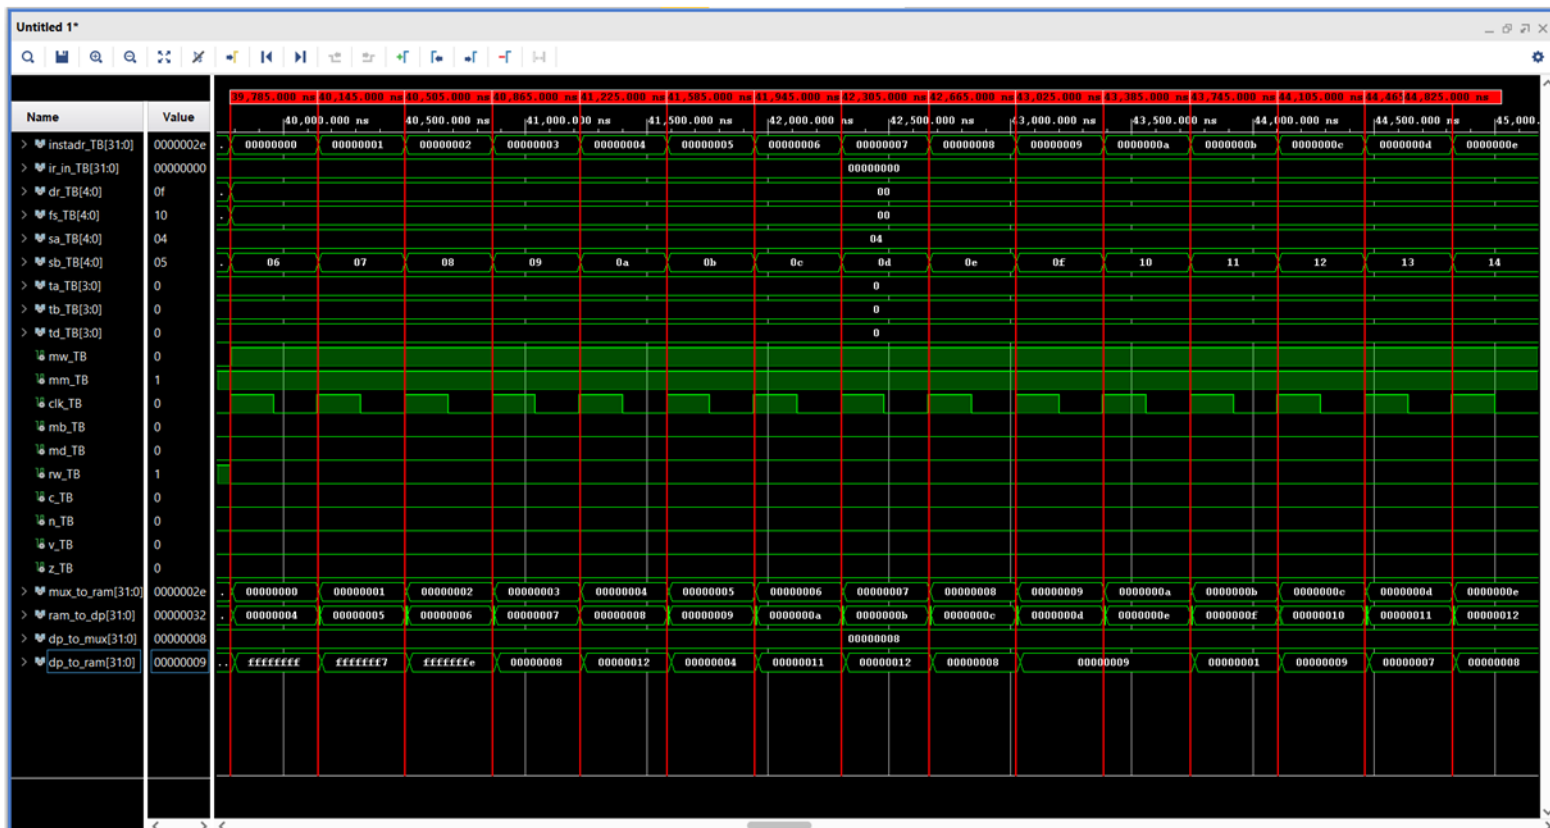 Untitled 1*
39,785.000 ns 40,145.000 ns 40,505.000 ns 40,865.000 ns 41,225.000 ns 41,585.000 ns 41,945.000 ns 42,305.000 ns 42,665.000 ns 43,025.000 ns 43,385.000 ns 43,745.000 ns 44,105.000 ns 44,465 44,825.000 ns
Name Value 40,000.000 ns 40,500.000 ns 41,000.000 ns 41,500.000 ns 42,000.000 ns 42,500.000 ns 43,000.000 ns 43,500.000 ns 44,000.000 ns 44,500.000 ns 45,000.
instadr_TB[31:0] 0000002e 00000000 00000001 00000002 00000003 00000004 00000005 00000006 00000007 00000008 00000009 0000000a 0000000b 0000000c 0000000d 0000000e
ir_in_TB[31:0] 00000000 00000000
dr_TB[4:0] 0f 00
fs_TB[4:0] 10 00
sa_TB[4:0] 04 04
sb_TB[4:0] 05 06 07 08 09 0a 0b 0c 0d 0e 0f 10 11 12 13 14
ta_TB[3:0] 0 0
tb_TB[3:0] 0 0
td_TB[3:0] 0 0
mw_TB 0
mm_TB 1
clk_TB 0
mb_TB 0
md_TB 0
rw_TB 1
c_TB 0
n_TB 0
v_TB 0
z_TB 0
mux_to_ram[31:0] 0000002e 00000000 00000001 00000002 00000003 00000004 00000005 00000006 00000007 00000008 00000009 0000000a 0000000b 0000000c 0000000d 0000000e
ram_to_dp[31:0] 00000032 00000004 00000005 00000006 00000007 00000008 00000009 0000000a 0000000b 0000000c 0000000d 0000000e 0000000f 00000010 00000011 00000012
dp_to_mux[31:0] 00000008 00000008
dp_to_ram[31:0] 00000009 ffffffff fffffff7 fffffffe 00000008 00000012 00000004 00000011 00000012 00000008 00000009 00000001 00000009 00000007 00000008